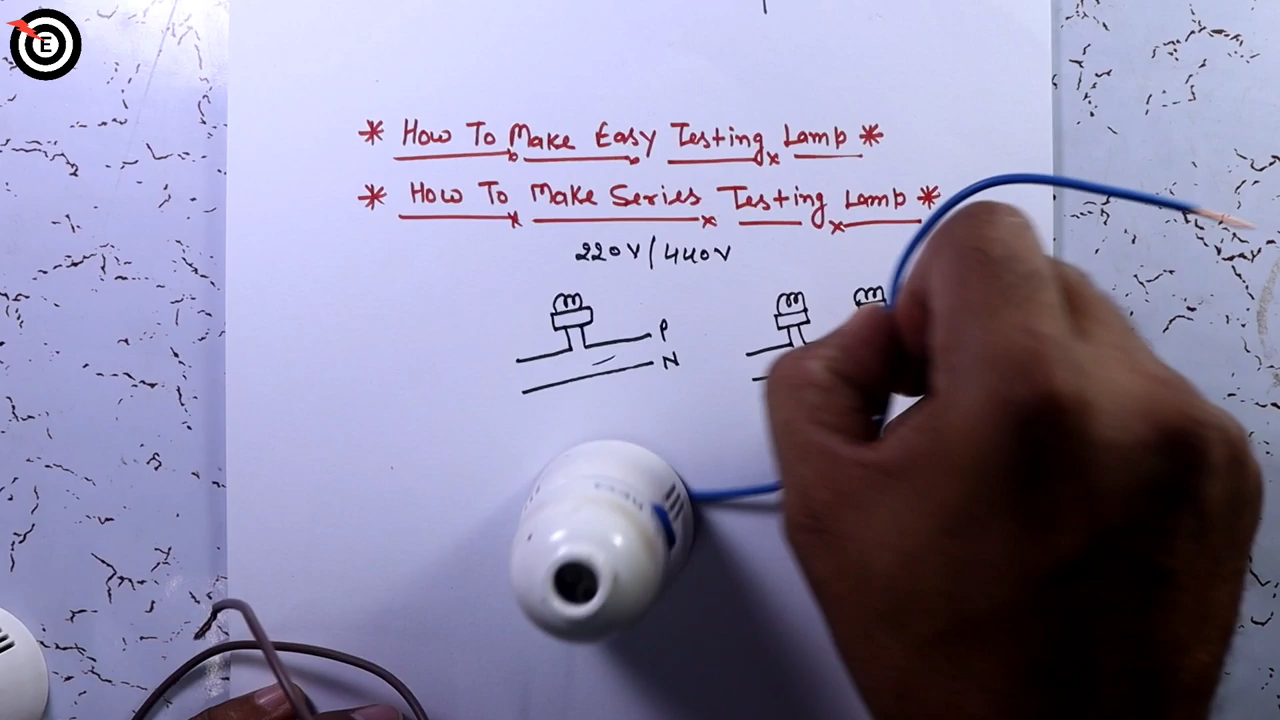 E
* How To Make Easy Testing Lamp *
* How To Make Series Testing Lamp *
220V/440V
P
N